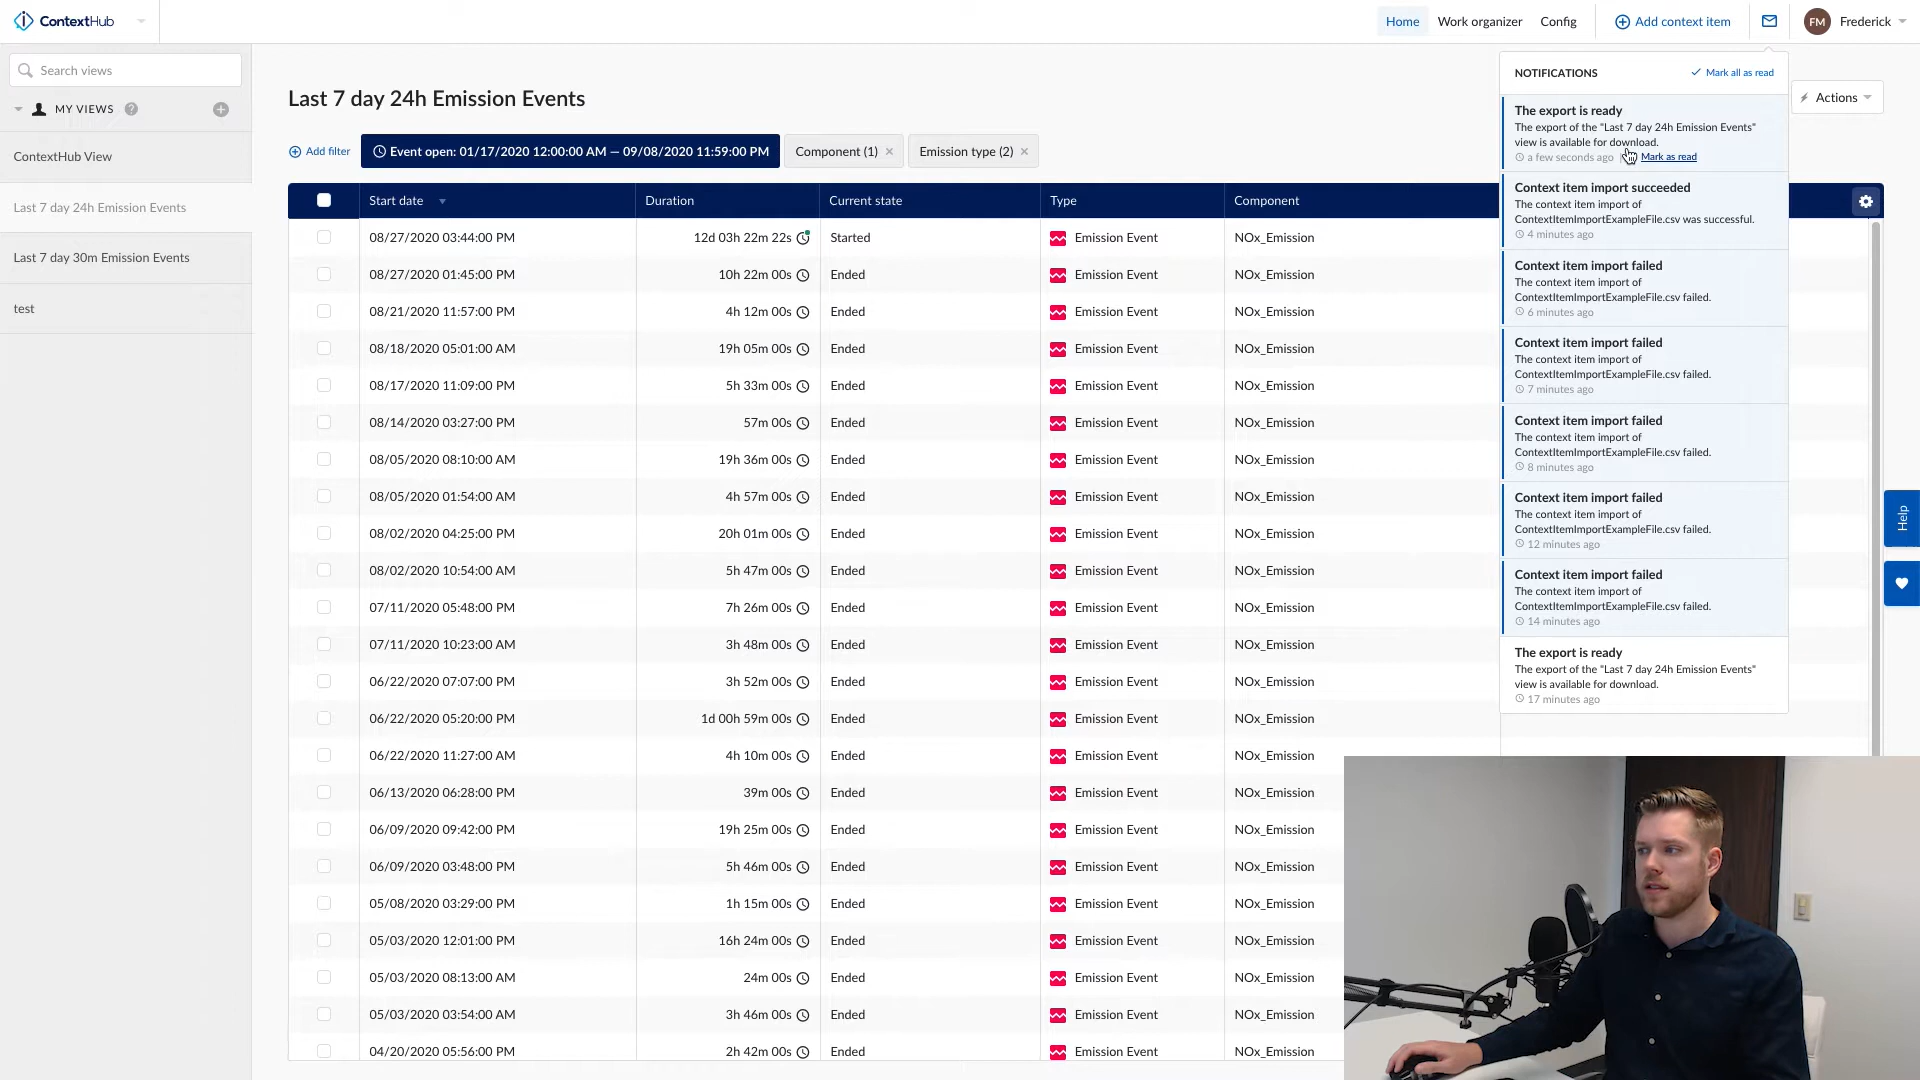 ContextHub
Home
Work organizer
Config
Add context item
FM
Frederick
Search views
MY VIEWS
?
ContextHub View
Last 7 day 24h Emission Events
Last 7 day 30m Emission Events
test
Last 7 day 24h Emission Events
Actions
Add filter
Event open: 01/17/2020 12:00:00 AM — 09/08/2020 11:59:00 PM
Component (1) ×
Emission type (2) ×
Start date Duration Current state Type Component
08/27/2020 03:44:00 PM 12d 03h 22m 22s Started Emission Event NOx_Emission
08/27/2020 01:45:00 PM 10h 22m 00s Ended Emission Event NOx_Emission
08/21/2020 11:57:00 PM 4h 12m 00s Ended Emission Event NOx_Emission
08/18/2020 05:01:00 AM 19h 05m 00s Ended Emission Event NOx_Emission
08/17/2020 11:09:00 PM 5h 33m 00s Ended Emission Event NOx_Emission
08/14/2020 03:27:00 PM 57m 00s Ended Emission Event NOx_Emission
08/05/2020 08:10:00 AM 19h 36m 00s Ended Emission Event NOx_Emission
08/05/2020 01:54:00 AM 4h 57m 00s Ended Emission Event NOx_Emission
08/02/2020 04:25:00 PM 20h 01m 00s Ended Emission Event NOx_Emission
08/02/2020 10:54:00 AM 5h 47m 00s Ended Emission Event NOx_Emission
07/11/2020 05:48:00 PM 7h 26m 00s Ended Emission Event NOx_Emission
07/11/2020 10:23:00 AM 3h 48m 00s Ended Emission Event NOx_Emission
06/22/2020 07:07:00 PM 3h 52m 00s Ended Emission Event NOx_Emission
06/22/2020 05:20:00 PM 1d 00h 59m 00s Ended Emission Event NOx_Emission
06/22/2020 11:27:00 AM 4h 10m 00s Ended Emission Event NOx_Emission
06/13/2020 06:28:00 PM 39m 00s Ended Emission Event NOx_Emission
06/09/2020 09:42:00 PM 19h 25m 00s Ended Emission Event NOx_Emission
06/09/2020 03:48:00 PM 5h 46m 00s Ended Emission Event NOx_Emission
05/08/2020 03:29:00 PM 1h 15m 00s Ended Emission Event NOx_Emission
05/03/2020 12:01:00 PM 16h 24m 00s Ended Emission Event NOx_Emission
05/03/2020 08:13:00 AM 24m 00s Ended Emission Event NOx_Emission
05/03/2020 03:54:00 AM 3h 46m 00s Ended Emission Event NOx_Emission
04/20/2020 05:56:00 PM 2h 42m 00s Ended Emission Event NOx_Emission
NOTIFICATIONS
Mark all as read
The export is ready
The export of the "Last 7 day 24h Emission Events"
view is available for download.
a few seconds ago Mark as read
Context item import succeeded
The context item import of
ContextItemImportExampleFile.csv was successful.
4 minutes ago
Context item import failed
The context item import of
ContextItemImportExampleFile.csv failed.
6 minutes ago
Context item import failed
The context item import of
ContextItemImportExampleFile.csv failed.
7 minutes ago
Context item import failed
The context item import of
ContextItemImportExampleFile.csv failed.
8 minutes ago
Context item import failed
The context item import of
ContextItemImportExampleFile.csv failed.
12 minutes ago
Context item import failed
The context item import of
ContextItemImportExampleFile.csv failed.
14 minutes ago
The export is ready
The export of the "Last 7 day 24h Emission Events"
view is available for download.
17 minutes ago
Help